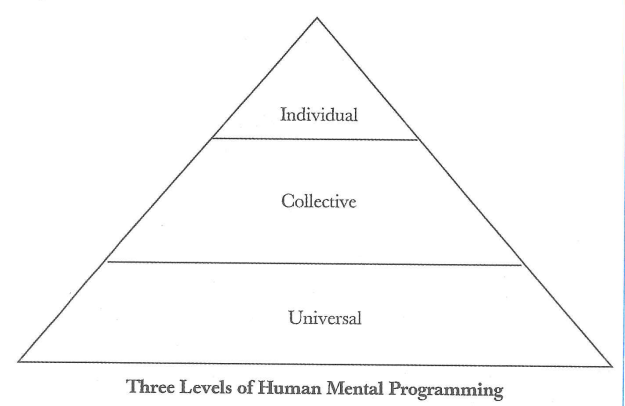 Individual
Collective
Universal
Three Levels of Human Mental Programming